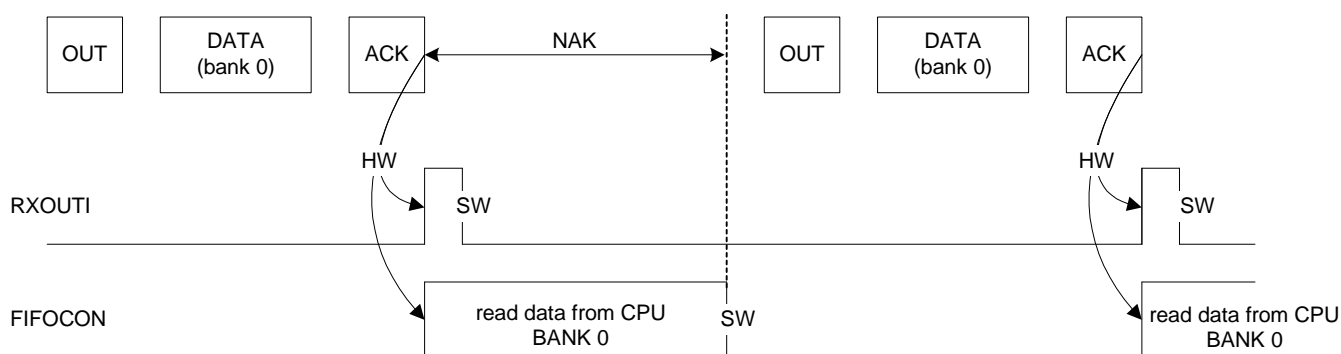 OUT
DATA
(bank 0)
ACK
NAK
OUT
DATA
(bank 0)
ACK
HW
HW
RXOUTI
SW
SW
FIFOCON
read data from CPU
BANK 0
SW
read data from CPU
BANK 0